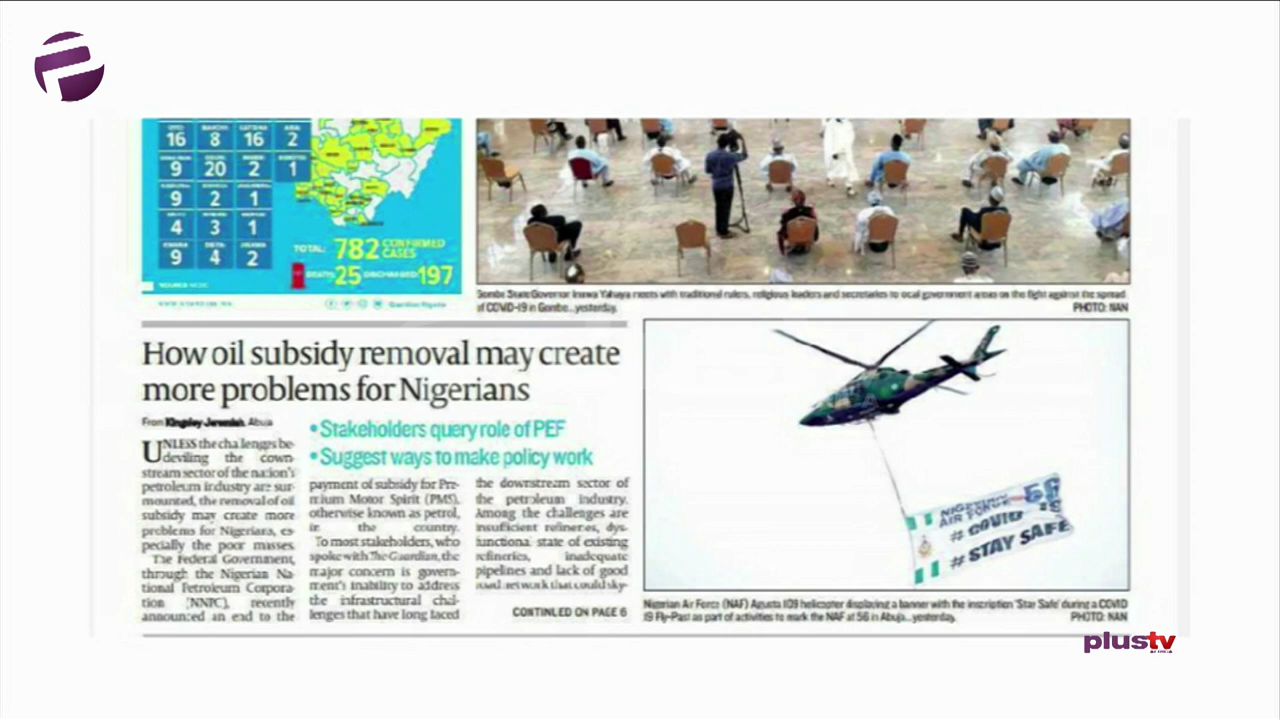 16 8 16 2
9 20 2 1
9 2 1
4 3 1
9 4 2
TOTAL: 782 CONFIRMED CASES
DEATH: 25 DISCHARGED 197
Gombe State Governor Inuwa Yahaya meets with traditional rulers, religious leaders and secretaries to local government areas on the fight against the spread
of COVID-19 in Gombe...yesterday. PHOTO: NAN
How oil subsidy removal may create
more problems for Nigerians
From Kingsley Jeremiah, Abuja
• Stakeholders query role of PEF
• Suggest ways to make policy work
UNLESS the challenges be-
deviling the down-
stream sector of the nation's
petroleum industry are sur-
mounted, the removal of oil
subsidy may create more
problems for Nigerians, es-
pecially the poor masses.
The Federal Government,
through the Nigerian Na-
tional Petroleum Corpora-
tion (NNPC), recently
announced an end to the
payment of subsidy for Pre-
mium Motor Spirit (PMS),
otherwise known as petrol,
in the country.
To most stakeholders, who
spoke with The Guardian, the
major concern is govern-
ment's inability to address
the infrastructural chal-
lenges that have long laced
the downstream sector of
the petroleum industry.
Among the challenges are
insufficient refineries, dys-
functional state of existing
refineries, inadequate
pipelines and lack of good
road network that could sky-
CONTINUED ON PAGE 6
NIGERIAN
AIR FORCE 56
# COVID
# STAY SAFE
Nigerian Air Force (NAF) Agusta 109 helicopter displacing a banner with the inscription 'Star Safe' during a COVID
19 Fly-Past as part of activities to mark the NAF at 56 in Abuja...yesterday. PHOTO: NAN
plustv